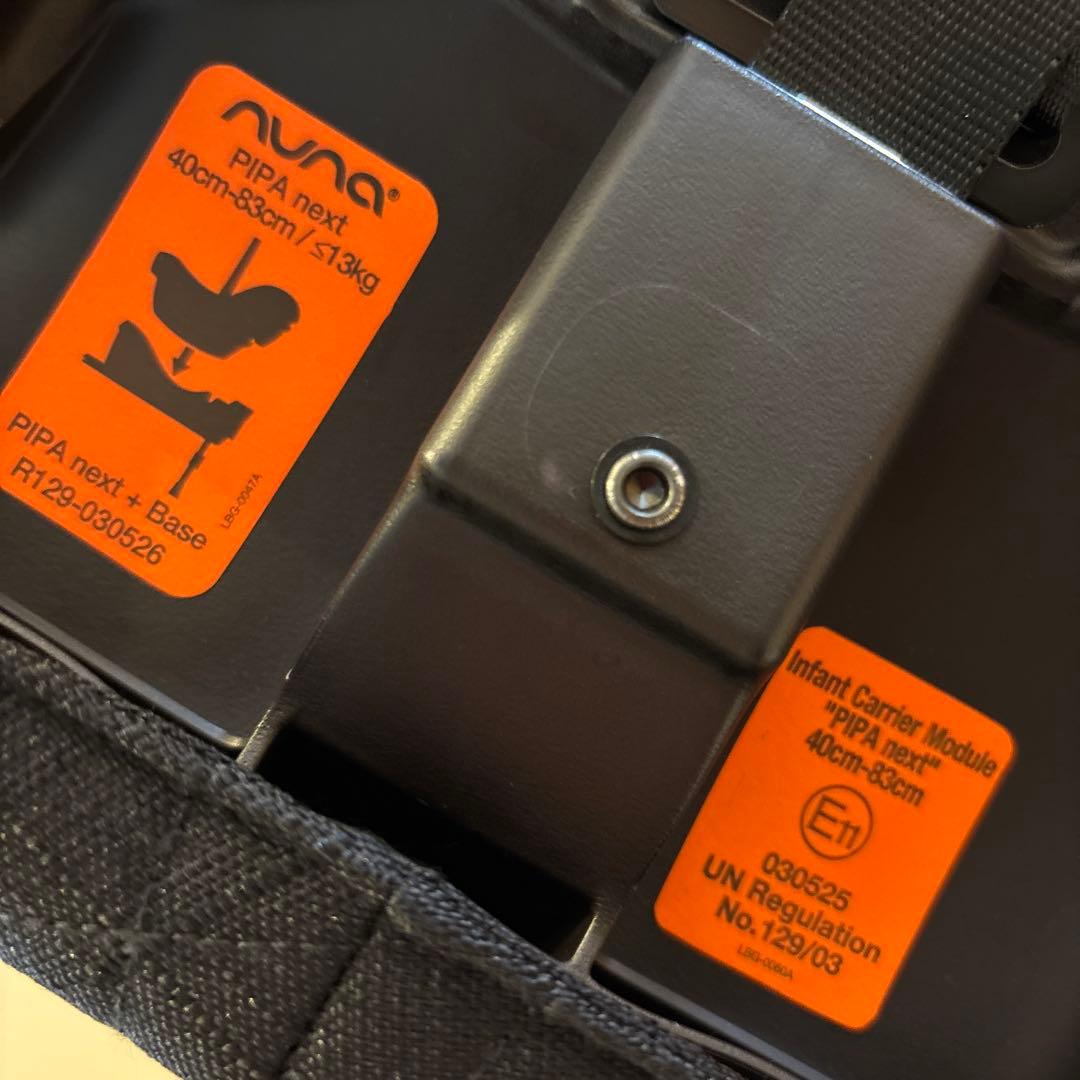 nuna®
PIPA next
40cm-83cm / ≤13kg
PIPA next + Base
R129-030526
LBG-0047A
Infant Carrier Module
"PIPA next"
40cm-83cm
E11
030525
UN Regulation
No. 129/03
LBG-0060A